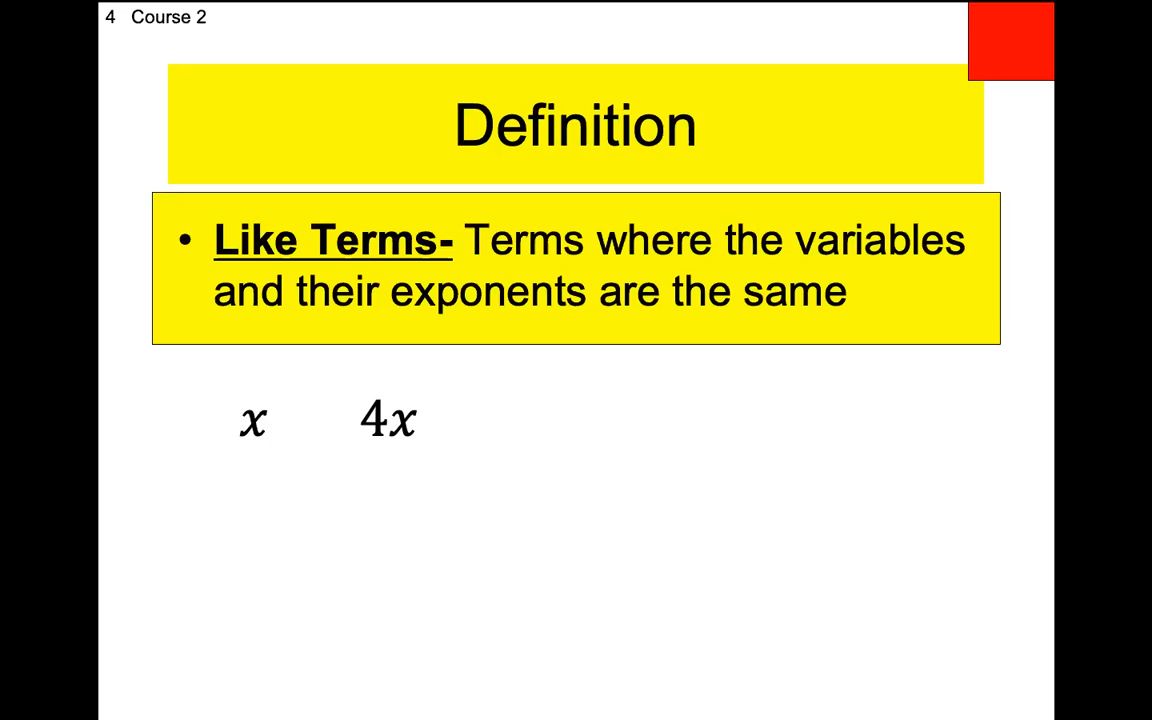 4 Course 2
Definition
• Like Terms- Terms where the variables
and their exponents are the same
x 4x